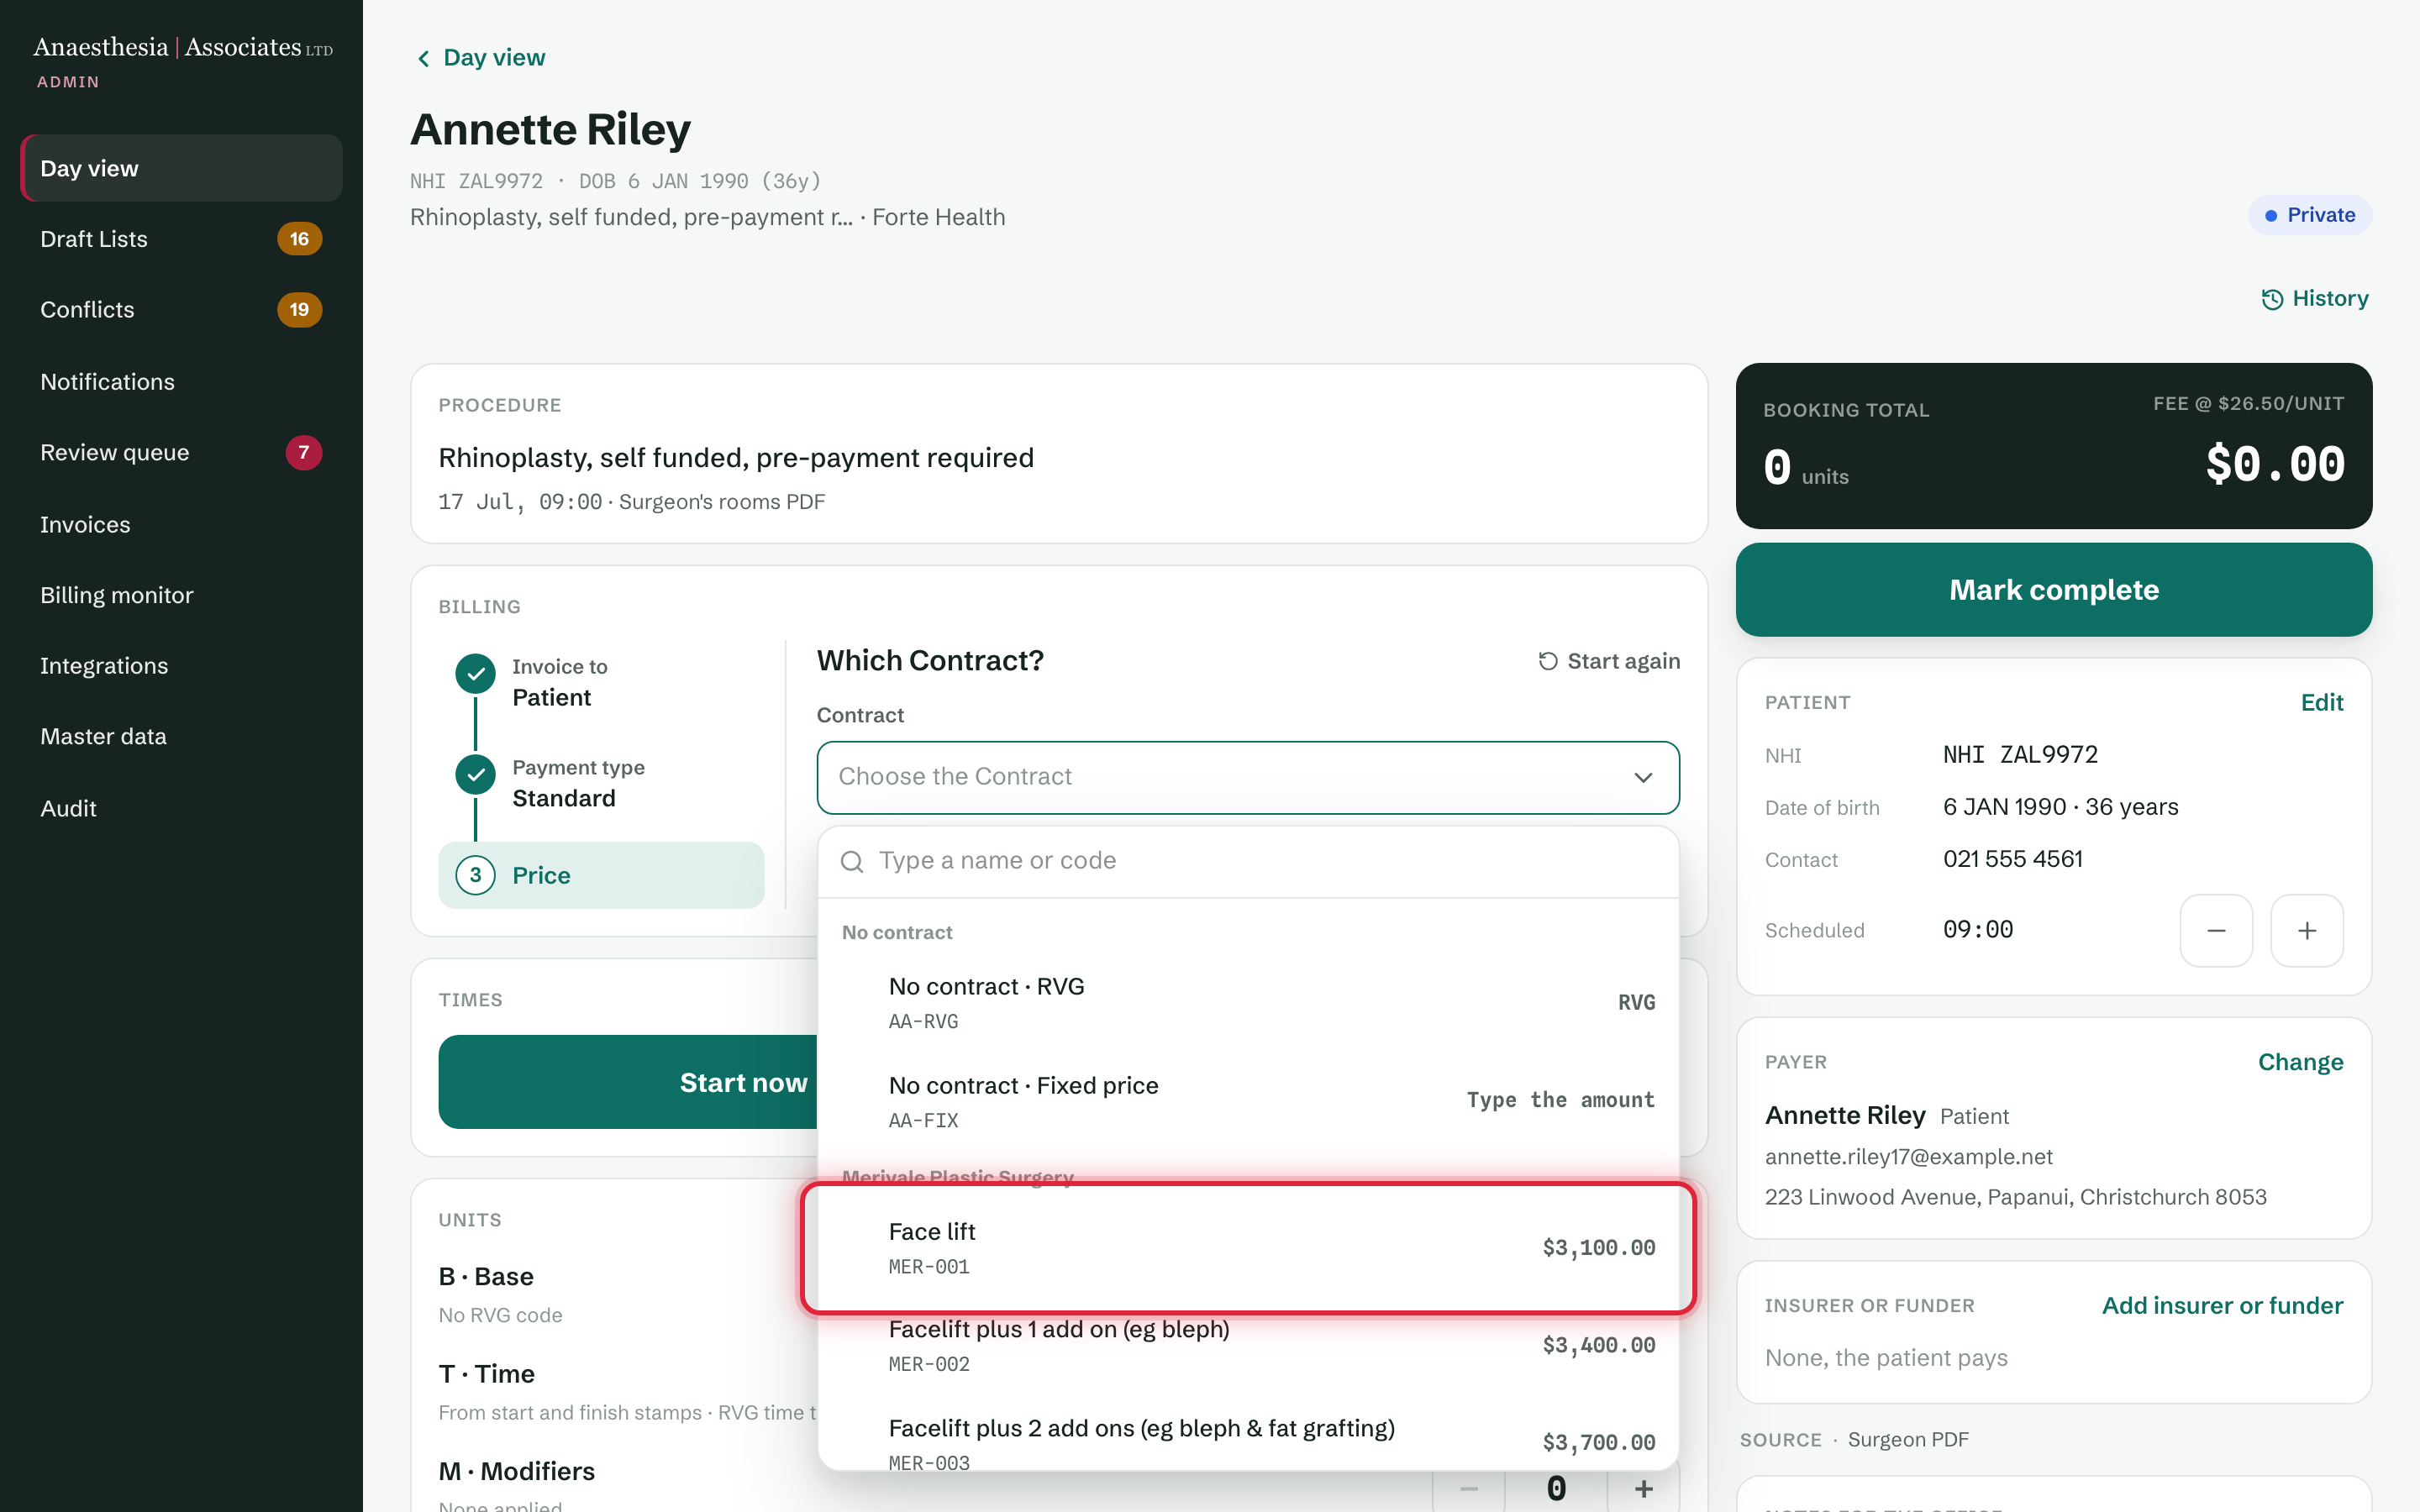 Anaesthesia | Associates LTD
ADMIN
Day view
Draft Lists 16
Conflicts 19
Notifications
Review queue 7
Invoices
Billing monitor
Integrations
Master data
Audit
Day view
Annette Riley
NHI ZAL9972 · DOB 6 JAN 1990 (36y)
Rhinoplasty, self funded, pre-payment r... · Forte Health
Private
History
PROCEDURE
Rhinoplasty, self funded, pre-payment required
17 Jul, 09:00 · Surgeon's rooms PDF
BILLING
Invoice to
Patient
Payment type
Standard
3 Price
Which Contract?
Start again
Contract
Choose the Contract
Type a name or code
No contract
No contract · RVG
AA-RVG
RVG
No contract · Fixed price
AA-FIX
Type the amount
Merivale Plastic Surgery
Face lift
MER-001
$3,100.00
Facelift plus 1 add on (eg bleph)
MER-002
$3,400.00
Facelift plus 2 add ons (eg bleph & fat grafting)
MER-003
$3,700.00
TIMES
Start now
UNITS
B · Base
No RVG code
T · Time
From start and finish stamps · RVG time t
M · Modifiers
None applied
0
BOOKING TOTAL
FEE @ $26.50/UNIT
0 units
$0.00
Mark complete
PATIENT
Edit
NHI NHI ZAL9972
Date of birth 6 JAN 1990 · 36 years
Contact 021 555 4561
Scheduled 09:00
PAYER
Change
Annette Riley Patient
annette.riley17@example.net
223 Linwood Avenue, Papanui, Christchurch 8053
INSURER OR FUNDER
Add insurer or funder
None, the patient pays
SOURCE · Surgeon PDF